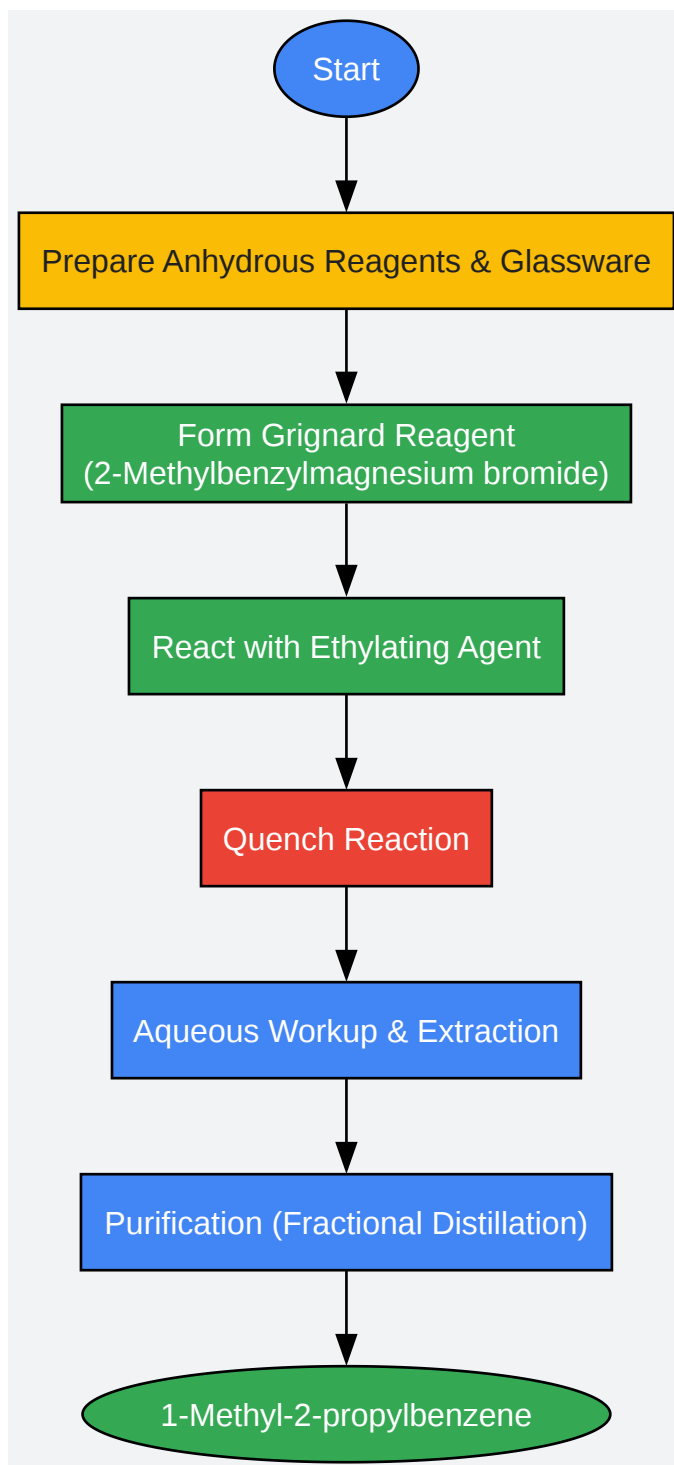 Start
Prepare Anhydrous Reagents & Glassware
Form Grignard Reagent
(2-Methylbenzylmagnesium bromide)
React with Ethylating Agent
Quench Reaction
Aqueous Workup & Extraction
Purification (Fractional Distillation)
1-Methyl-2-propylbenzene